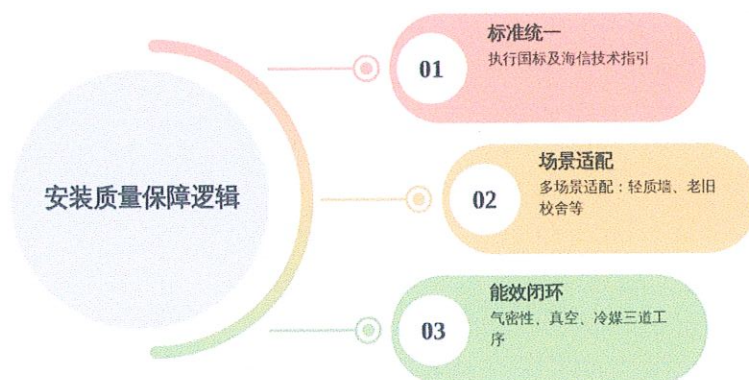 安装质量保障逻辑
01
标准统一
执行国标及海信技术指引
02
场景适配
多场景适配：轻质墙、老旧
校舍等
03
能效闭环
气密性、真空、冷媒三道工
序